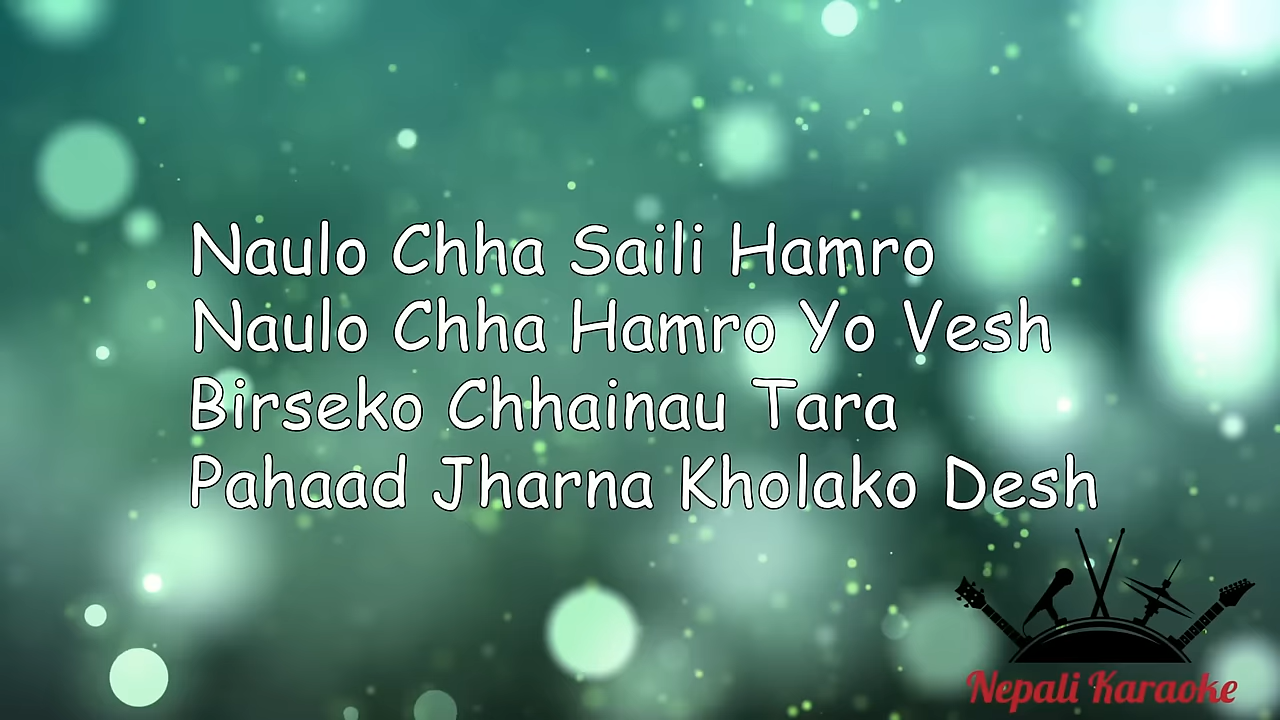 Naulo Chha Saili Hamro
Naulo Chha Hamro Yo Vesh
Birseko Chhainau Tara
Pahaad Jharna Kholako Desh
Nepali Karaoke